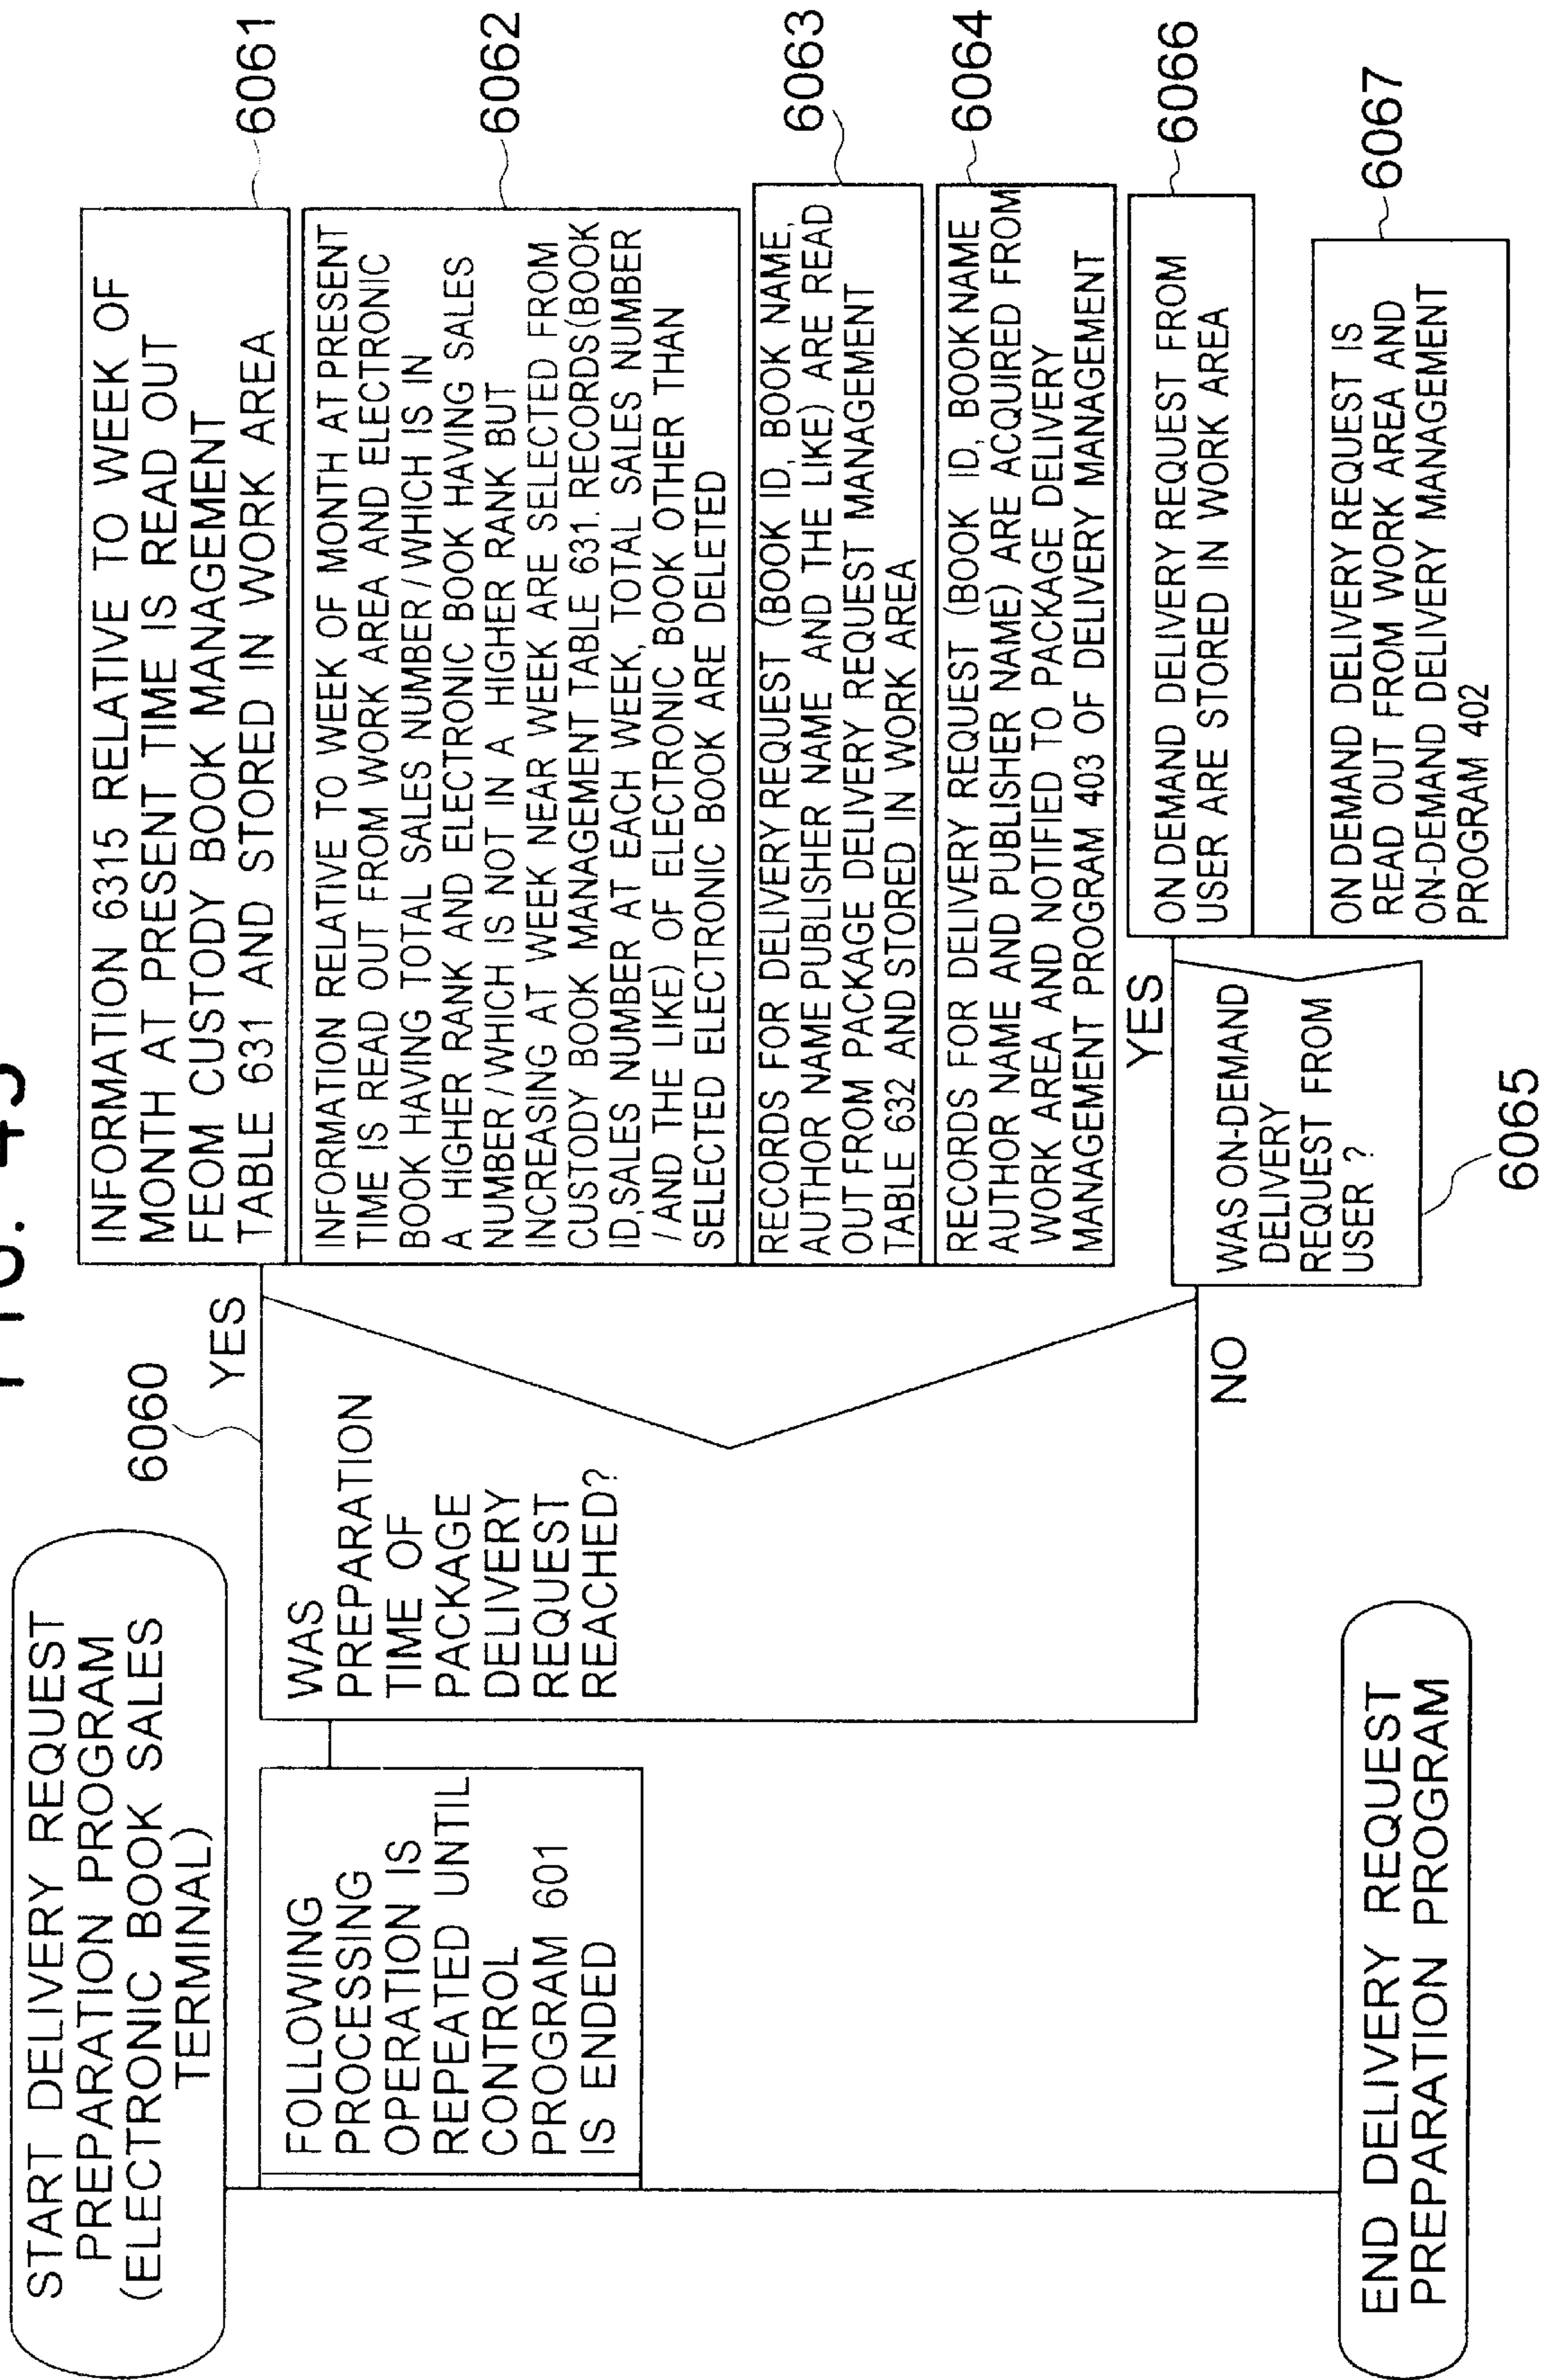 START DELIVERY REQUEST
PREPARATION PROGRAM
(ELECTRONIC BOOK SALES
TERMINAL)
FOLLOWING
PROCESSING
OPERATION IS
REPEATED UNTIL
CONTROL
PROGRAM 601
IS ENDED
END DELIVERY REQUEST
PREPARATION PROGRAM
6060
WAS
PREPARATION
TIME OF
PACKAGE
DELIVERY
REQUEST
REACHED?
YES
NO
INFORMATION 6315 RELATIVE TO WEEK OF
MONTH AT PRESENT TIME IS READ OUT
FEOM CUSTODY BOOK MANAGEMENT
TABLE 631 AND STORED IN WORK AREA
6061
INFORMATION RELATIVE TO WEEK OF MONTH AT PRESENT
TIME IS READ OUT FROM WORK AREA AND ELECTRONIC
BOOK HAVING TOTAL SALES NUMBER/WHICH IS IN
A HIGHER RANK AND ELECTRONIC BOOK HAVING SALES
NUMBER/WHICH IS NOT IN A HIGHER RANK BUT
INCREASING AT WEEK NEAR WEEK ARE SELECTED FROM
CUSTODY BOOK MANAGEMENT TABLE 631. RECORDS(BOOK
ID,SALES NUMBER AT EACH WEEK, TOTAL SALES NUMBER
/AND THE LIKE) OF ELECTRONIC BOOK OTHER THAN
SELECTED ELECTRONIC BOOK ARE DELETED
6062
RECORDS FOR DELIVERY REQUEST (BOOK ID, BOOK NAME,
AUTHOR NAME PUBLISHER NAME AND THE LIKE) ARE READ
OUT FROM PACKAGE DELIVERY REQUEST MANAGEMENT
TABLE 632 AND STORED IN WORK AREA
6063
RECORDS FOR DELIVERY REQUEST (BOOK ID, BOOK NAME
AUTHOR NAME AND PUBLISHER NAME) ARE ACQUIRED FROM
WORK AREA AND NOTIFIED TO PACKAGE DELIVERY
MANAGEMENT PROGRAM 403 OF DELIVERY MANAGEMENT
6064
WAS ON-DEMAND
DELIVERY
REQUEST FROM
USER ?
6065
YES
ON DEMAND DELIVERY REQUEST FROM
USER ARE STORED IN WORK AREA
6066
ON DEMAND DELIVERY REQUEST IS
READ OUT FROM WORK AREA AND
ON-DEMAND DELIVERY MANAGEMENT
PROGRAM 402
6067